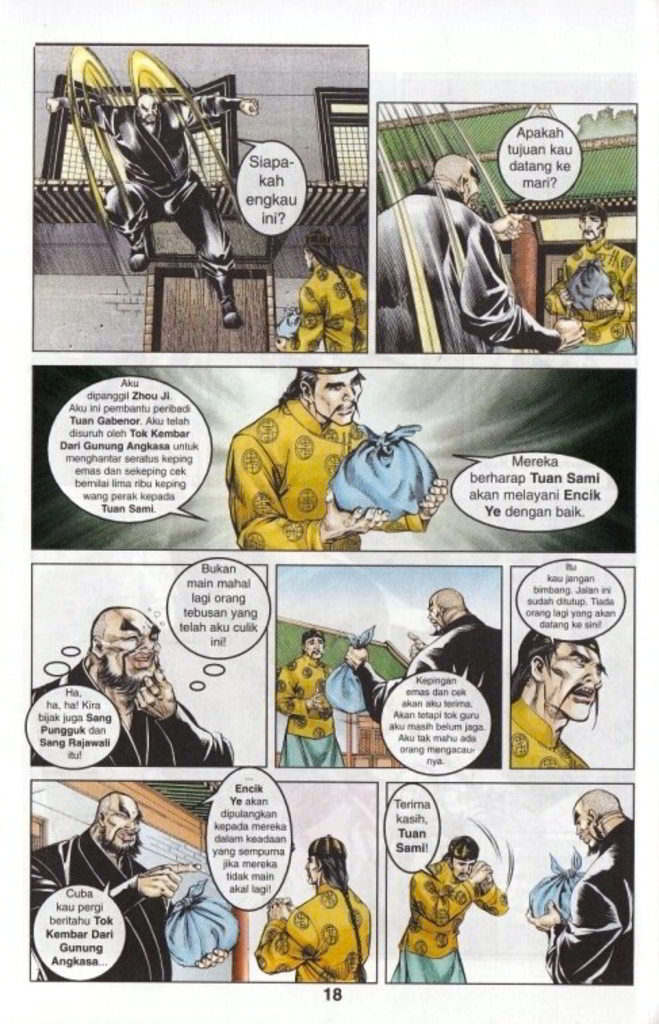 Siapa-
kah
engkau
ini?
Apakah
tujuan kau
datang ke
mari?
Aku
dipanggil Zhou Ji.
Aku ini pembantu peribadi
Tuan Gabenor. Aku telah
disuruh oleh Tok Kembar
Dari Gunung Angkasa untuk
menghantar seratus keping
emas dan sekeping cek
bernilai lima ribu keping
wang perak kepada
Tuan Sami.
Mereka
berharap Tuan Sami
akan melayani Encik
Ye dengan baik.
Bukan
main mahal
lagi orang
tebusan yang
telah aku culik
ini!
Ha,
ha, ha! Kira
bijak juga Sang
Pungguk dan
Sang Rajawali
itu!
Kepingan
emas dan cek
akan aku terima.
Akan tetapi tok guru
aku masih belum jaga.
Aku tak mahu ada
orang mengacau-
nya.
Itu
kau jangan
bimbang. Jalan ini
sudah ditutup. Tiada
orang lagi yang akan
datang ke sini!
Cuba
kau pergi
beritahu Tok
Kembar Dari
Gunung
Angkasa...
...
Encik
Ye akan
dipulangkan
kepada mereka
dalam keadaan
yang sempurna
jika mereka tidak
main akal lagi!
Terima
kasih,
Tuan
Sami!
18